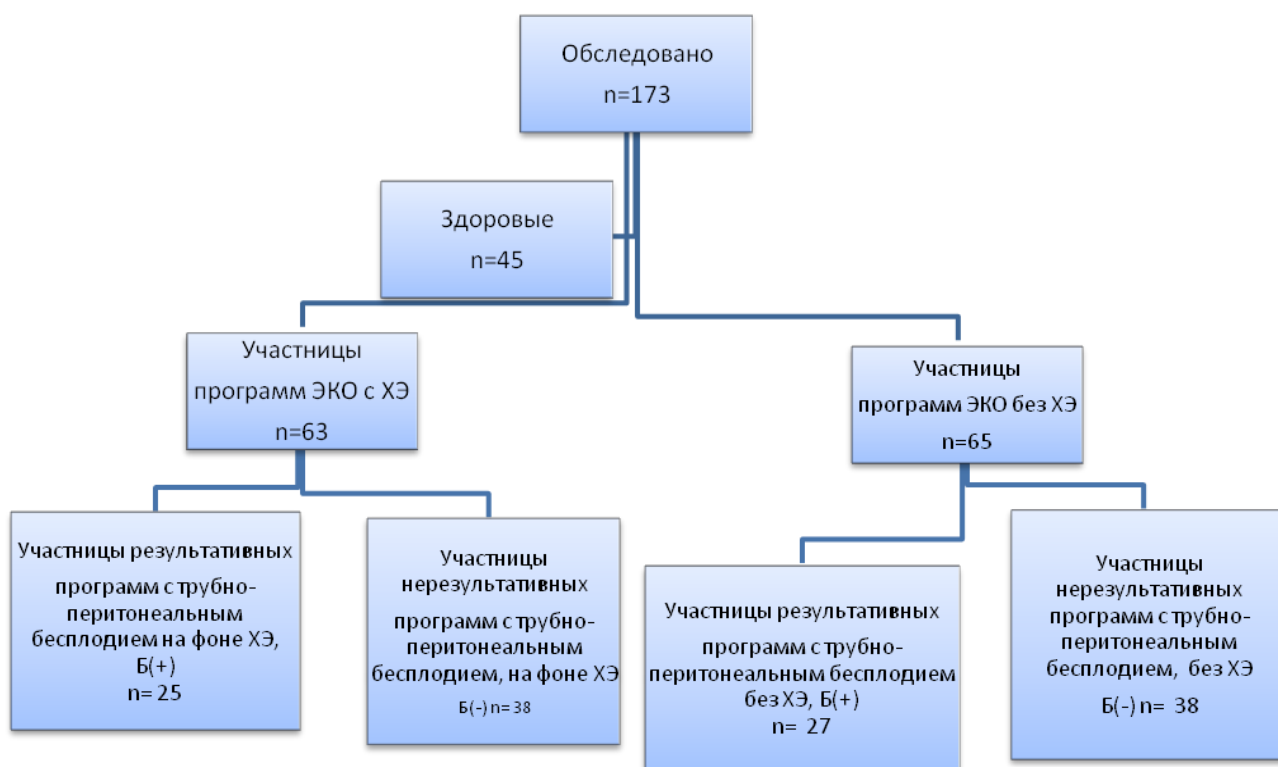 Обследовано
n=173
Здоровые
n=45
Участницы
программ ЭКО с ХЭ
n=63
Участницы
программ ЭКО без ХЭ
n=65
Участницы результативных
программ с трубно-
перитонеальным
бесплодием на фоне ХЭ,
Б(+)
n= 25
Участницы
нерезультативных
программ с трубно-
перитонеальным
бесплодием, на фоне ХЭ
Б(-) n= 38
Участницы результативных
программ с трубно-
перитонеальным бесплодием
без ХЭ, Б(+)
n= 27
Участницы
нерезультативных
программ с трубно-
перитонеальным
бесплодием, без ХЭ
Б(-) n= 38